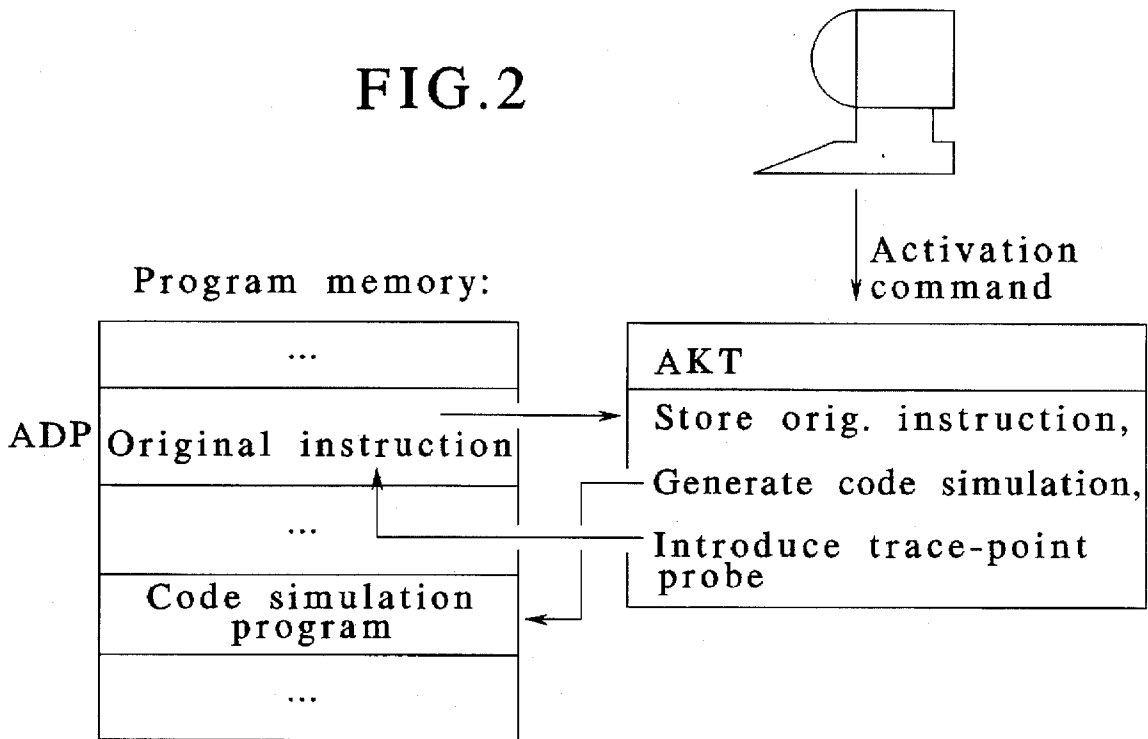 FIG.2
Activation
command
Program memory:
...
AKT
ADP
Original instruction
Store orig. instruction,
Generate code simulation,
...
Introduce trace-point
probe
Code simulation
program
...